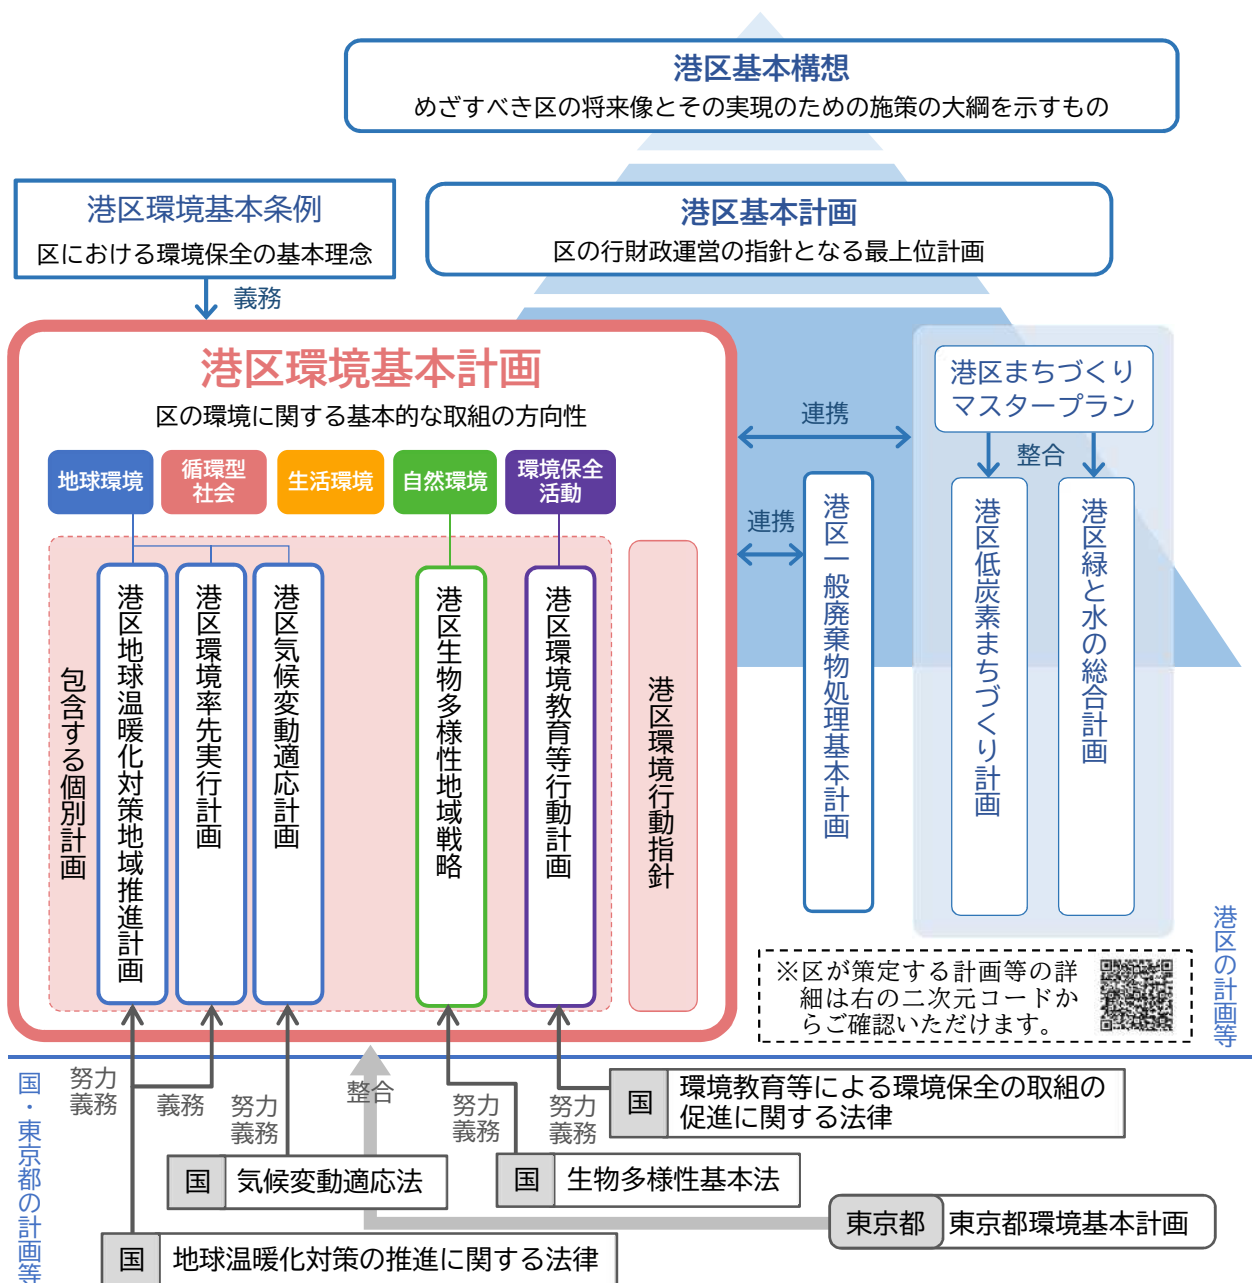 港区基本構想
めざすべき区の将来像とその実現のための施策の大綱を示すもの
港区環境基本条例
区における環境保全の基本理念
港区基本計画
区の行財政運営の指針となる最上位計画
義務
港区環境基本計画
区の環境に関する基本的な取組の方向性
地球環境
循環型
社会
生活環境
自然環境
環境保全
活動
包含する個別計画
港区地球温暖化対策地域推進計画
港区環境率先実行計画
港区気候変動適応計画
港区生物多様性地域戦略
港区環境教育等行動計画
港区環境行動指針
連携
連携
港区一般廃棄物処理基本計画
港区まちづくり
マスタープラン
整合
港区低炭素まちづくり計画
港区緑と水の総合計画
※区が策定する計画等の詳
細は右の二次元コードか
らご確認いただけます。
港区の計画等
国・東京都の計画等
努力
義務
義務
努力
義務
整合
努力
義務
努力
義務
国 環境教育等による環境保全の取組の
促進に関する法律
国 気候変動適応法
国 生物多様性基本法
東京都 東京都環境基本計画
国 地球温暖化対策の推進に関する法律